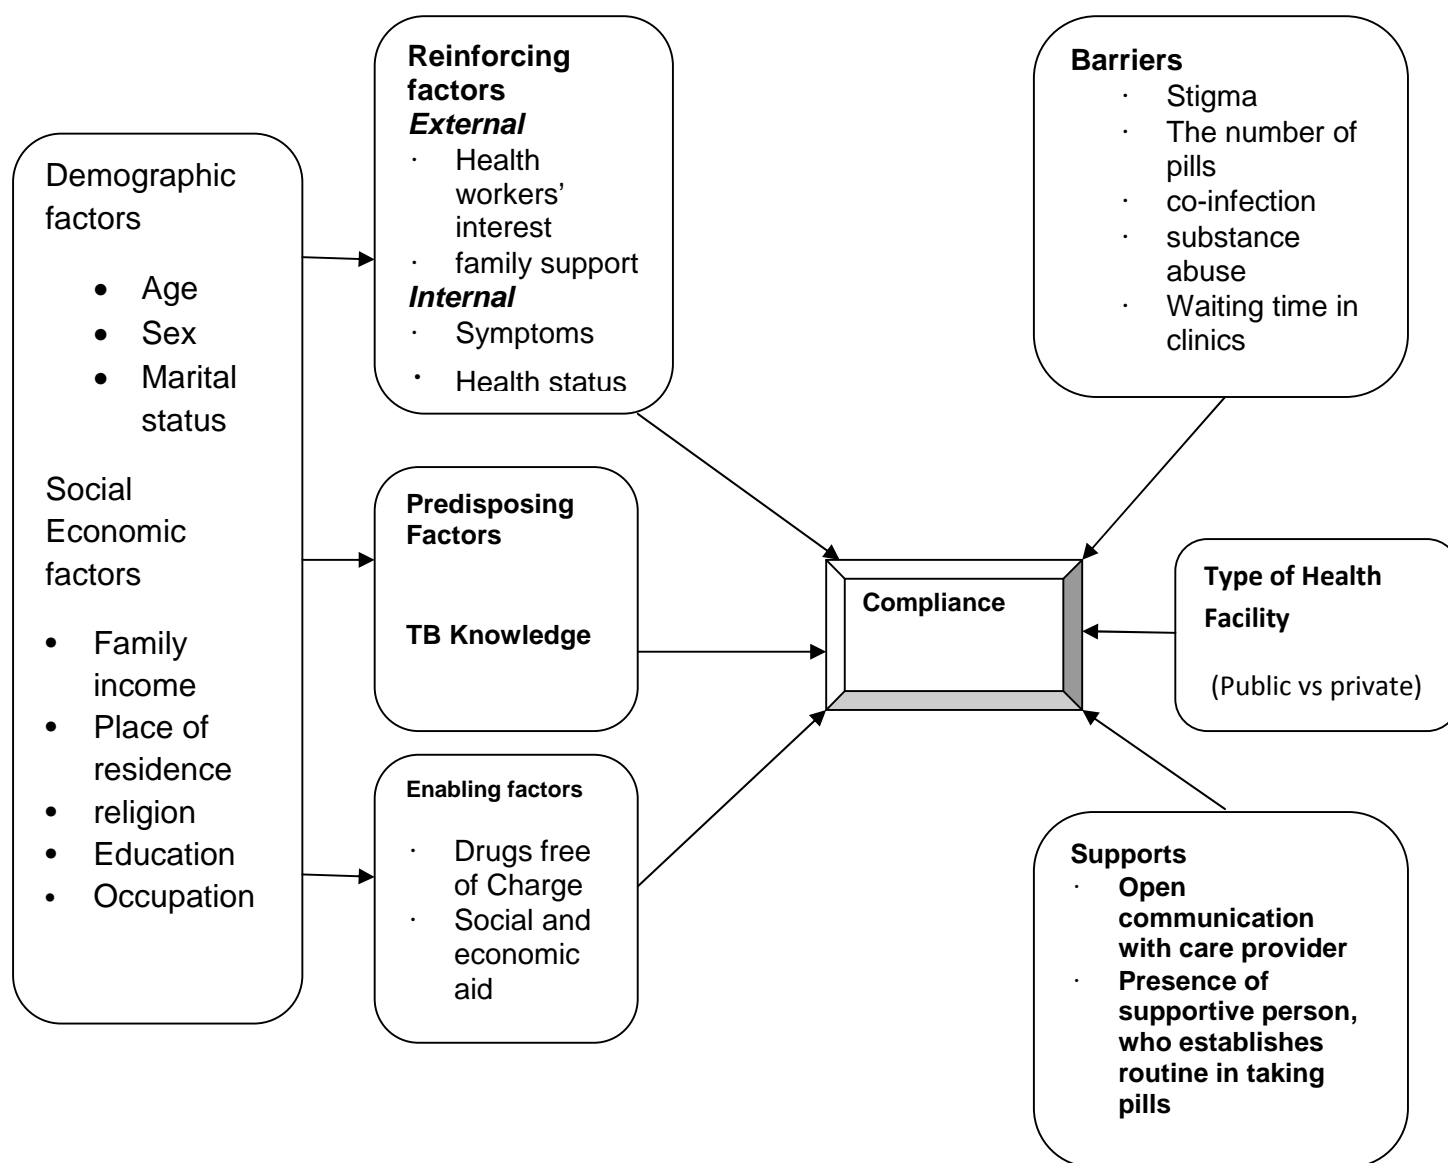 Demographic
factors
• Age
• Sex
• Marital
status
Social
Economic
factors
• Family
income
• Place of
residence
• religion
• Education
• Occupation
Reinforcing
factors
External
· Health
workers’
interest
· family support
Internal
· Symptoms
· Health status
Predisposing
Factors
TB Knowledge
Enabling factors
· Drugs free
of Charge
· Social and
economic
aid
Compliance
Barriers
· Stigma
· The number of
pills
· co-infection
· substance
abuse
· Waiting time in
clinics
Type of Health
Facility
(Public vs private)
Supports
· Open
communication
with care provider
· Presence of
supportive person,
who establishes
routine in taking
pills